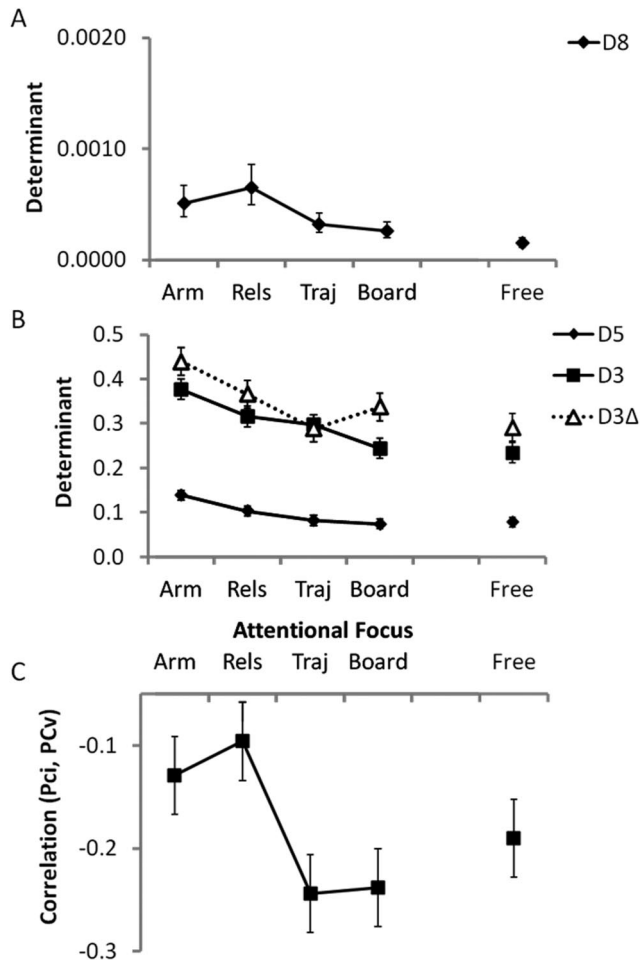 A
0.0020
D8
0.0010
0.0000
Determinant
Arm Rels Traj Board Free
B
0.5
D5
0.4
D3
0.3
D3Δ
0.2
0.1
0.0
Determinant
Arm Rels Traj Board Free
Attentional Focus
Arm Rels Traj Board Free
C
-0.1
-0.2
-0.3
Correlation (Pci, PCv)